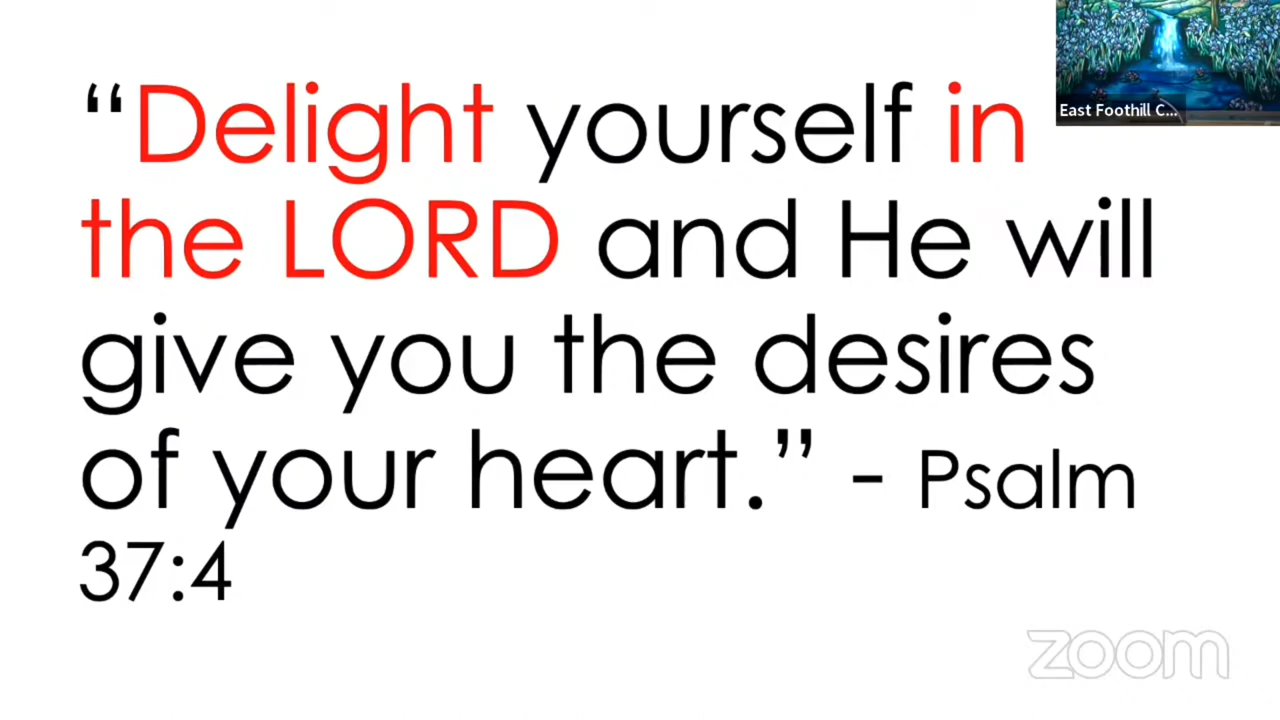 “Delight yourself in
the LORD and He will
give you the desires
of your heart.” - Psalm
37:4
East Foothill C...
zoom